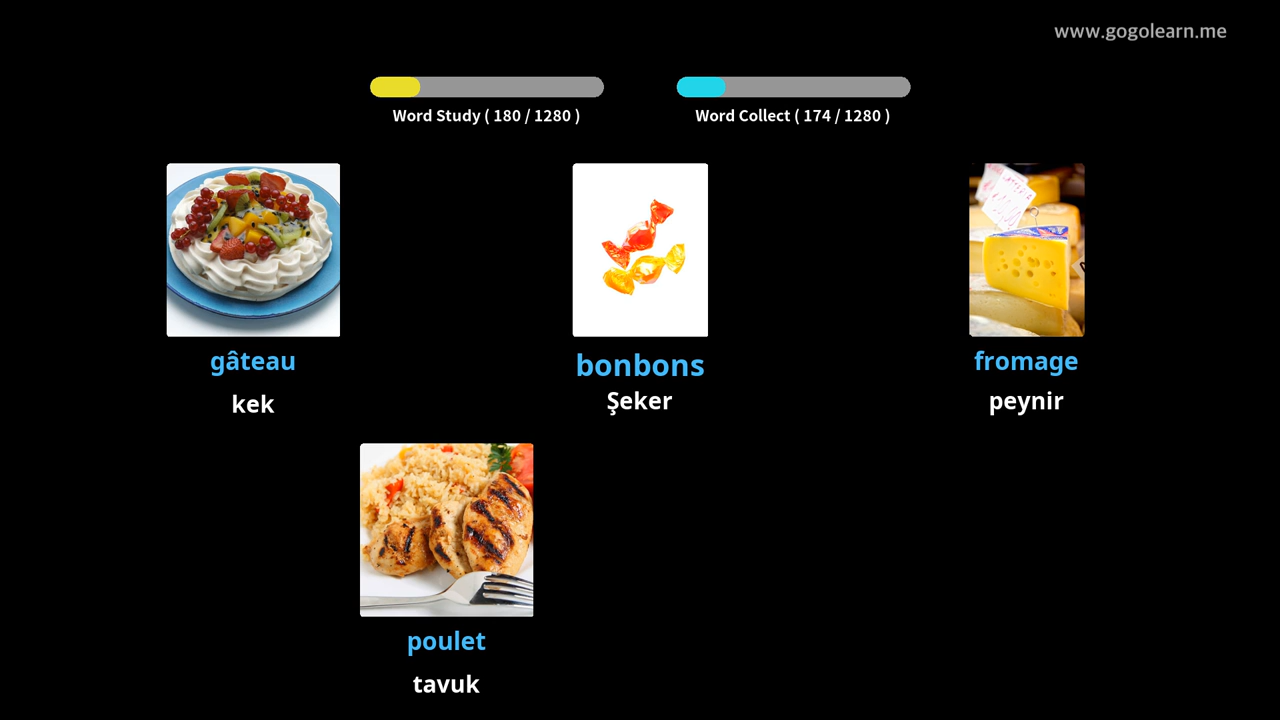 www.gogolearn.me
Word Study ( 180 / 1280 )
Word Collect ( 174 / 1280 )
gâteau
kek
bonbons
Şeker
fromage
peynir
poulet
tavuk